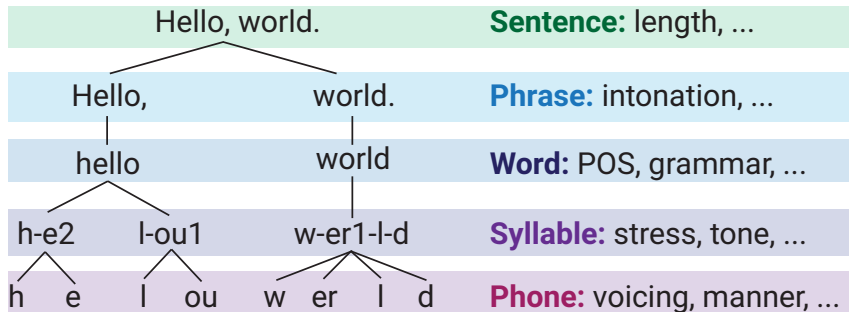 Hello, world. Sentence: length, ...
Hello, world. Phrase: intonation, ...
hello world Word: POS, grammar, ...
h-e2 l-ou1 w-er1-l-d Syllable: stress, tone, ...
h e l ou w er l d Phone: voicing, manner, ...